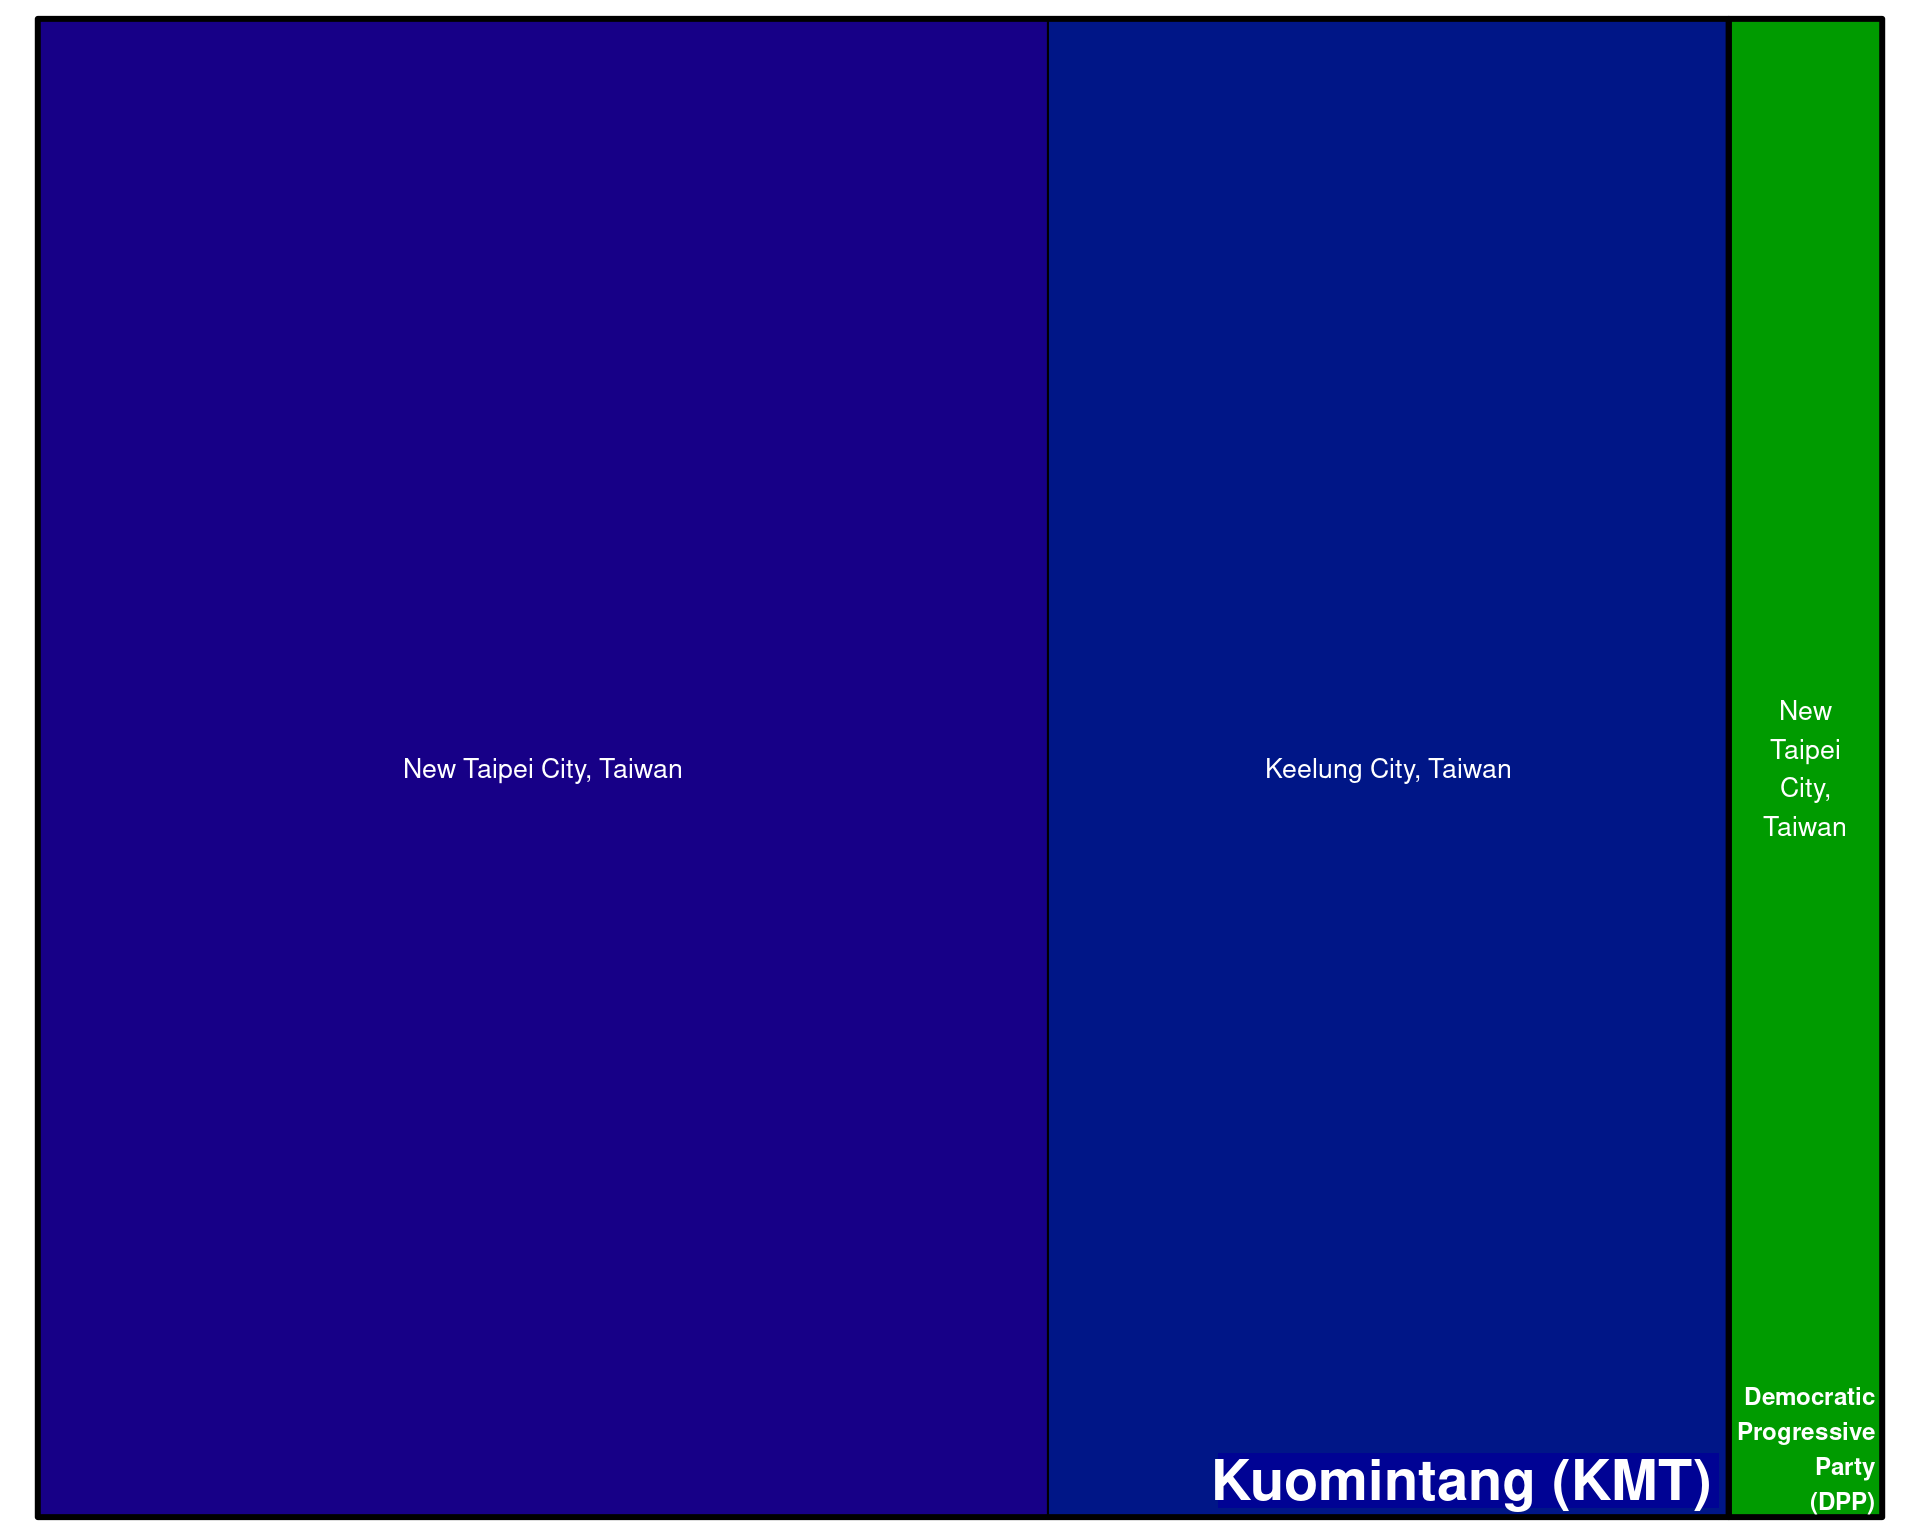 New Taipei City, Taiwan
Keelung City, Taiwan
New
Taipei
City,
Taiwan
Kuomintang (KMT)
Democratic
Progressive
Party
(DPP)